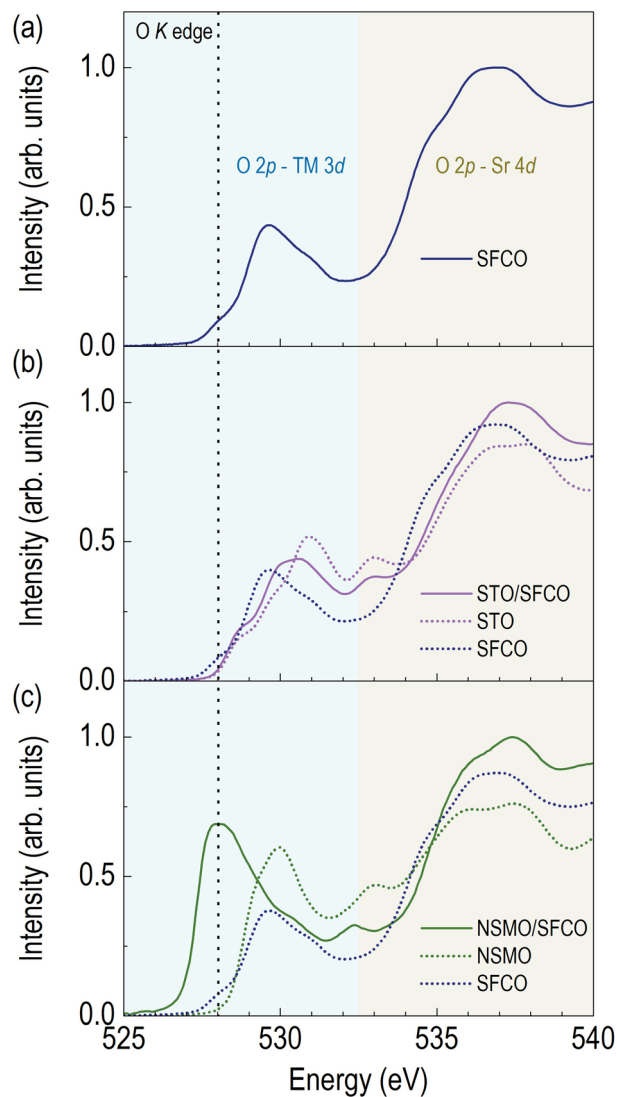 (a)
O K edge
1.0
O 2p - TM 3d
O 2p - Sr 4d
0.5
SFCO
0.0
Intensity (arb. units)
(b)
1.0
0.5
STO/SFCO
STO
SFCO
0.0
Intensity (arb. units)
(c)
1.0
0.5
NSMO/SFCO
NSMO
SFCO
0.0
Intensity (arb. units)
525 530 535 540
Energy (eV)